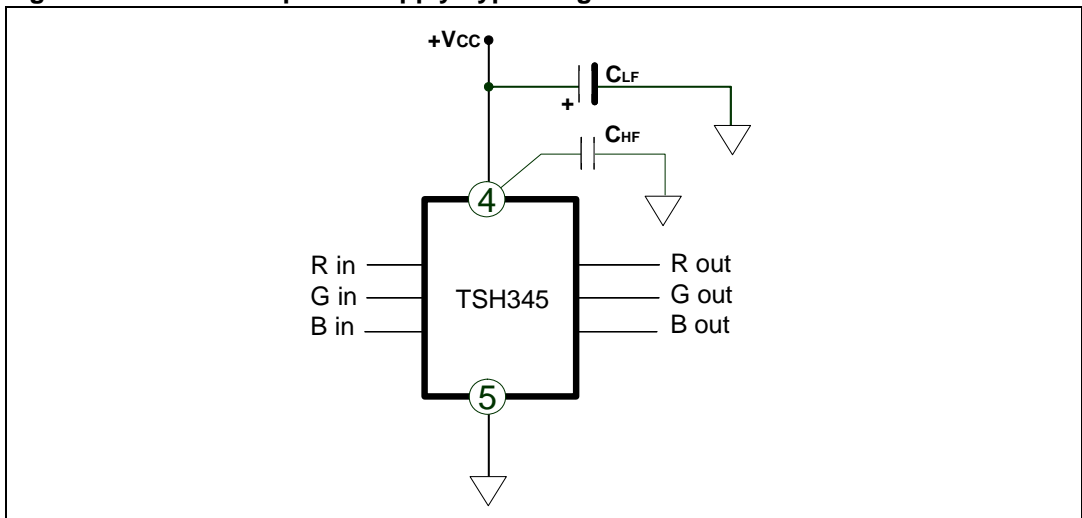 +VCC
CLF
+
CHF
4
R in
R out
G in
TSH345
G out
B in
B out
5